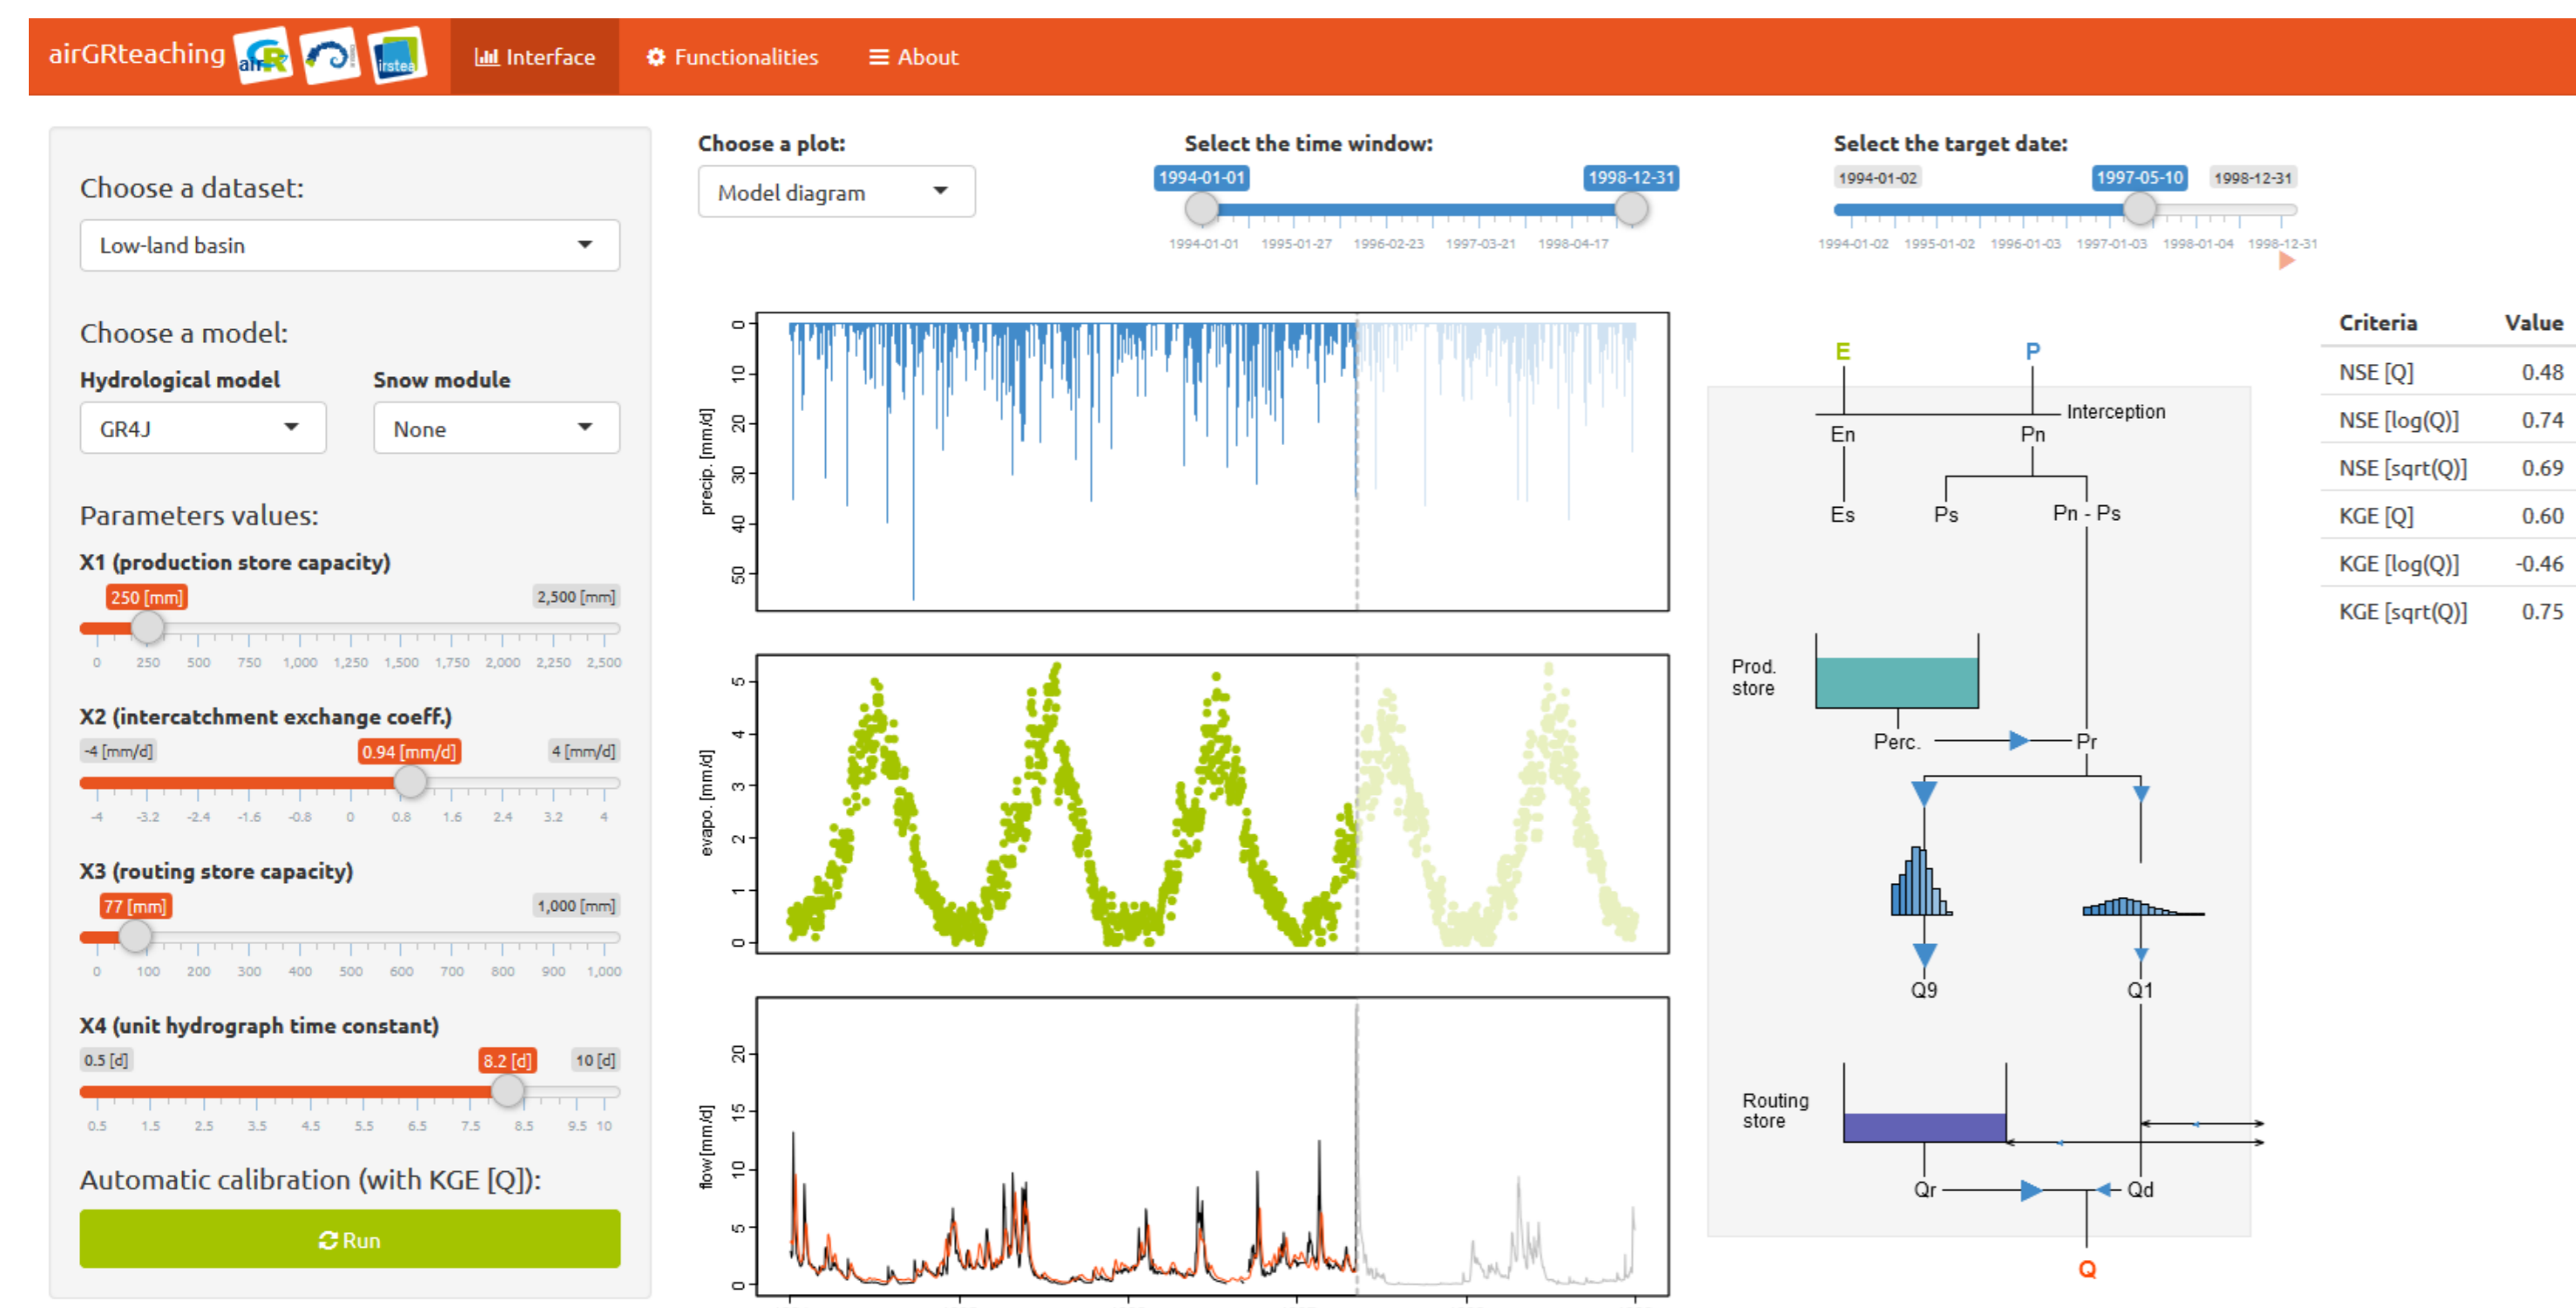 airGRteaching
airGR
irstea
Interface
Functionalities
About
Choose a dataset:
Low-land basin
Choose a model:
Hydrological model
Snow module
GR4J
None
Parameters values:
X1 (production store capacity)
250 [mm]
2,500 [mm]
0 250 500 750 1,000 1,250 1,500 1,750 2,000 2,250 2,500
X2 (intercatchment exchange coeff.)
-4 [mm/d]
0.94 [mm/d]
4 [mm/d]
-4 -3.2 -2.4 -1.6 -0.8 0 0.8 1.6 2.4 3.2 4
X3 (routing store capacity)
77 [mm]
1,000 [mm]
0 100 200 300 400 500 600 700 800 900 1,000
X4 (unit hydrograph time constant)
0.5 [d]
8.2 [d]
10 [d]
0.5 1.5 2.5 3.5 4.5 5.5 6.5 7.5 8.5 9.5 10
Automatic calibration (with KGE [Q]):
Run
Choose a plot:
Model diagram
Select the time window:
1994-01-01
1998-12-31
1994-01-01 1995-01-27 1996-02-23 1997-03-21 1998-04-17
Select the target date:
1994-01-02
1997-05-10
1998-12-31
1994-01-02 1995-01-02 1996-01-03 1997-01-03 1998-01-04 1998-12-31
precip. [mm/d]
0
10
20
30
40
50
evapo. [mm/d]
5
4
3
2
1
0
flow [mm/d]
20
15
10
5
0
E
P
Interception
En
Pn
Es
Ps
Pn - Ps
Prod.
store
Perc.
Pr
Q9
Q1
Routing
store
Qr
Qd
Q
Criteria Value
NSE [Q] 0.48
NSE [log(Q)] 0.74
NSE [sqrt(Q)] 0.69
KGE [Q] 0.60
KGE [log(Q)] -0.46
KGE [sqrt(Q)] 0.75